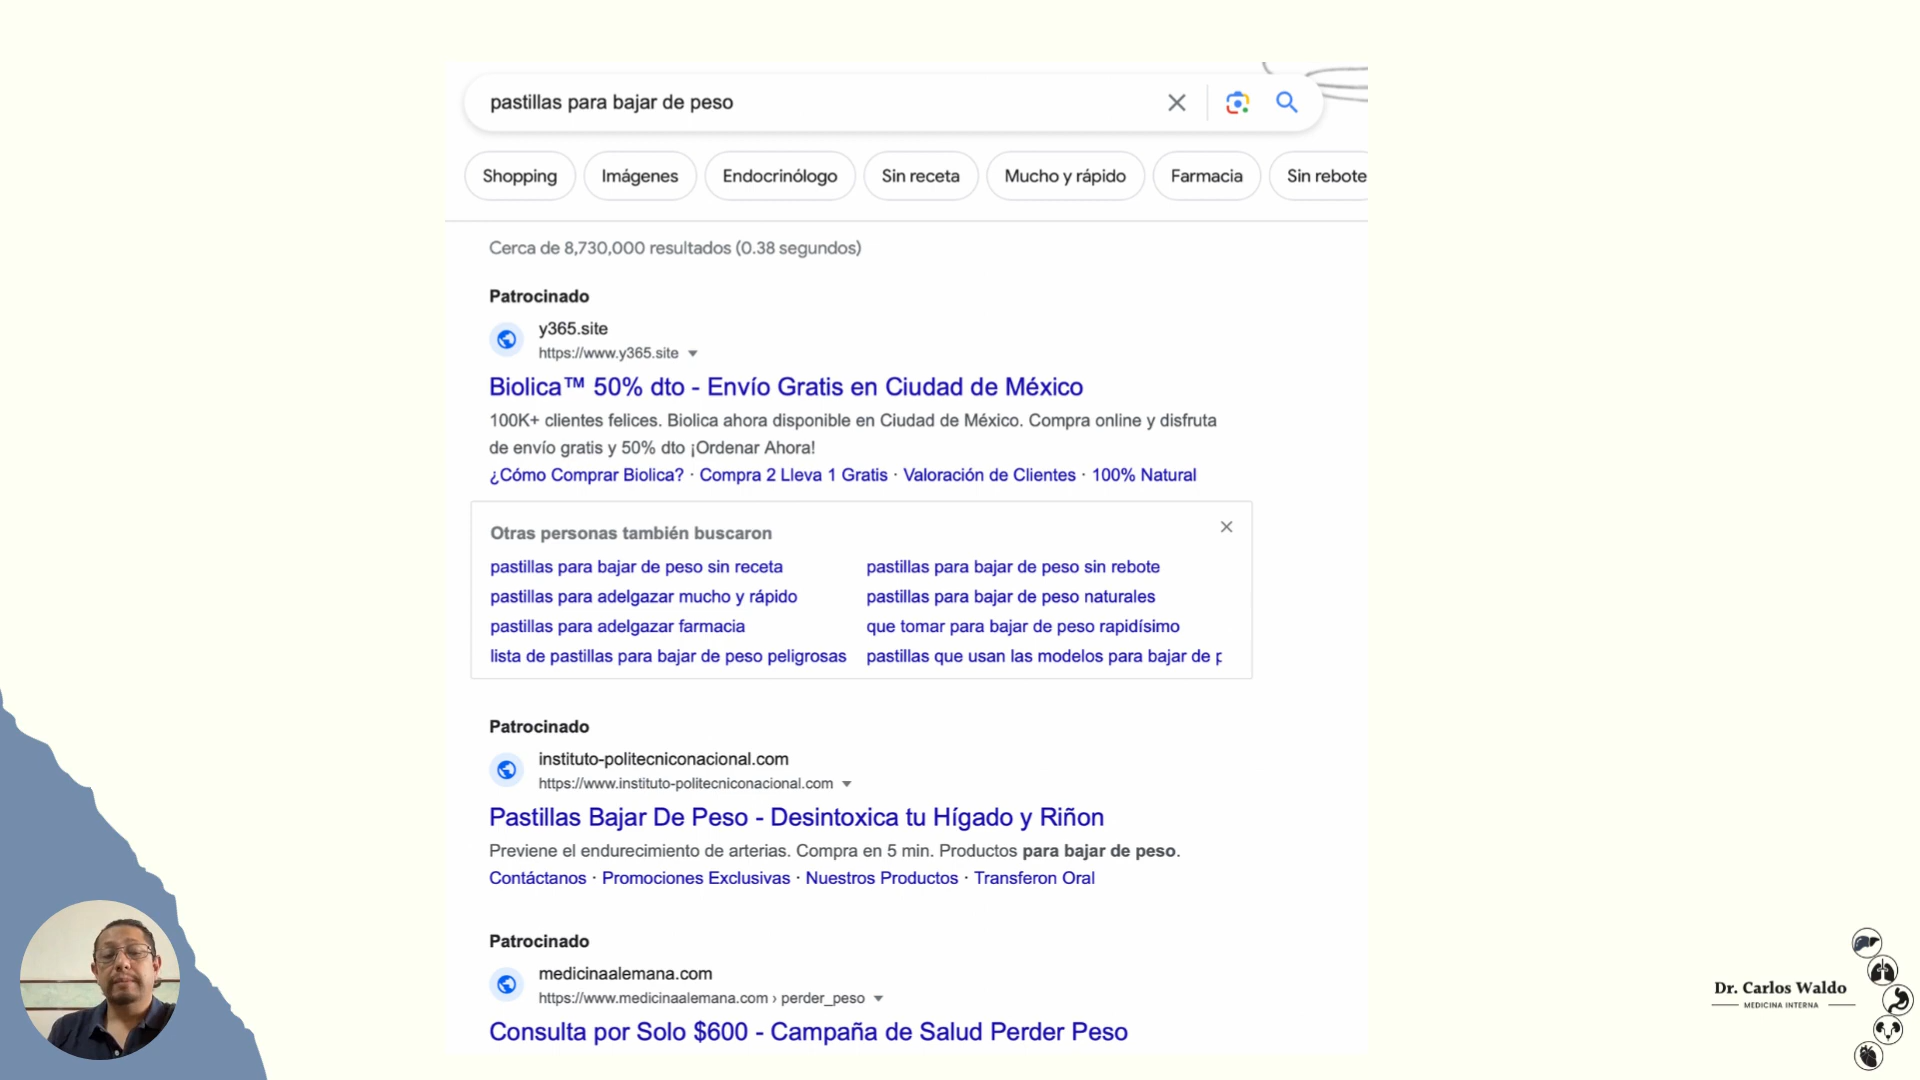 pastillas para bajar de peso
Shopping
Imágenes
Endocrinólogo
Sin receta
Mucho y rápido
Farmacia
Sin rebote
Cerca de 8,730,000 resultados (0.38 segundos)
Patrocinado
y365.site
https://www.y365.site
Biolica™ 50% dto - Envío Gratis en Ciudad de México
100K+ clientes felices. Biolica ahora disponible en Ciudad de México. Compra online y disfruta
de envío gratis y 50% dto ¡Ordenar Ahora!
¿Cómo Comprar Biolica? · Compra 2 Lleva 1 Gratis · Valoración de Clientes · 100% Natural
Otras personas también buscaron
pastillas para bajar de peso sin receta
pastillas para bajar de peso sin rebote
pastillas para adelgazar mucho y rápido
pastillas para bajar de peso naturales
pastillas para adelgazar farmacia
que tomar para bajar de peso rapidísimo
lista de pastillas para bajar de peso peligrosas
pastillas que usan las modelos para bajar de p
Patrocinado
instituto-politecniconacional.com
https://www.instituto-politecniconacional.com
Pastillas Bajar De Peso - Desintoxica tu Hígado y Riñon
Previene el endurecimiento de arterias. Compra en 5 min. Productos para bajar de peso.
Contáctanos · Promociones Exclusivas · Nuestros Productos · Transferon Oral
Patrocinado
medicinaalemana.com
https://www.medicinaalemana.com › perder_peso
Consulta por Solo $600 - Campaña de Salud Perder Peso
Dr. Carlos Waldo
MEDICINA INTERNA